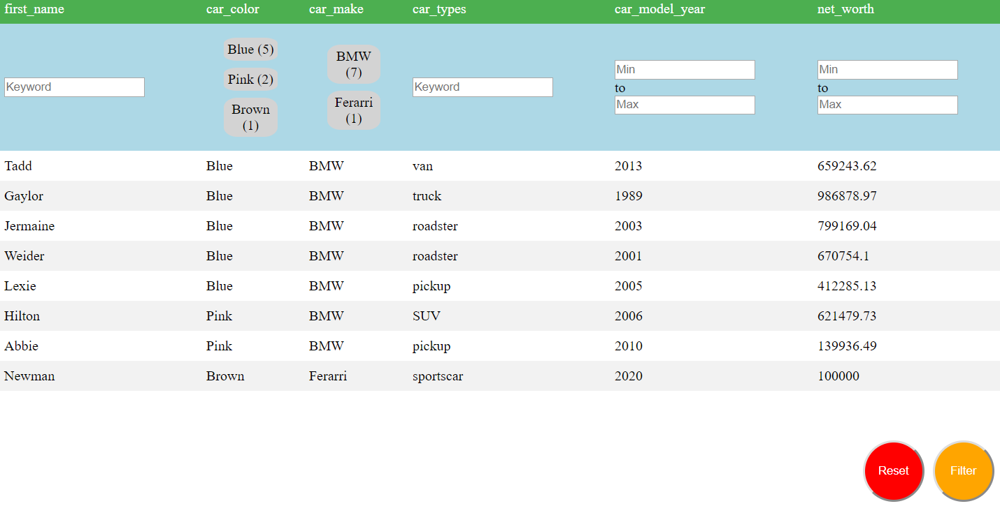 first_name car_color car_make car_types car_model_year net_worth
Keyword
Blue (5)
Pink (2)
Brown
(1)
BMW
(7)
Ferarri
(1)
Keyword
Min
to
Max
Min
to
Max
Tadd Blue BMW van 2013 659243.62
Gaylor Blue BMW truck 1989 986878.97
Jermaine Blue BMW roadster 2003 799169.04
Weider Blue BMW roadster 2001 670754.1
Lexie Blue BMW pickup 2005 412285.13
Hilton Pink BMW SUV 2006 621479.73
Abbie Pink BMW pickup 2010 139936.49
Newman Brown Ferarri sportscar 2020 100000
Reset Filter